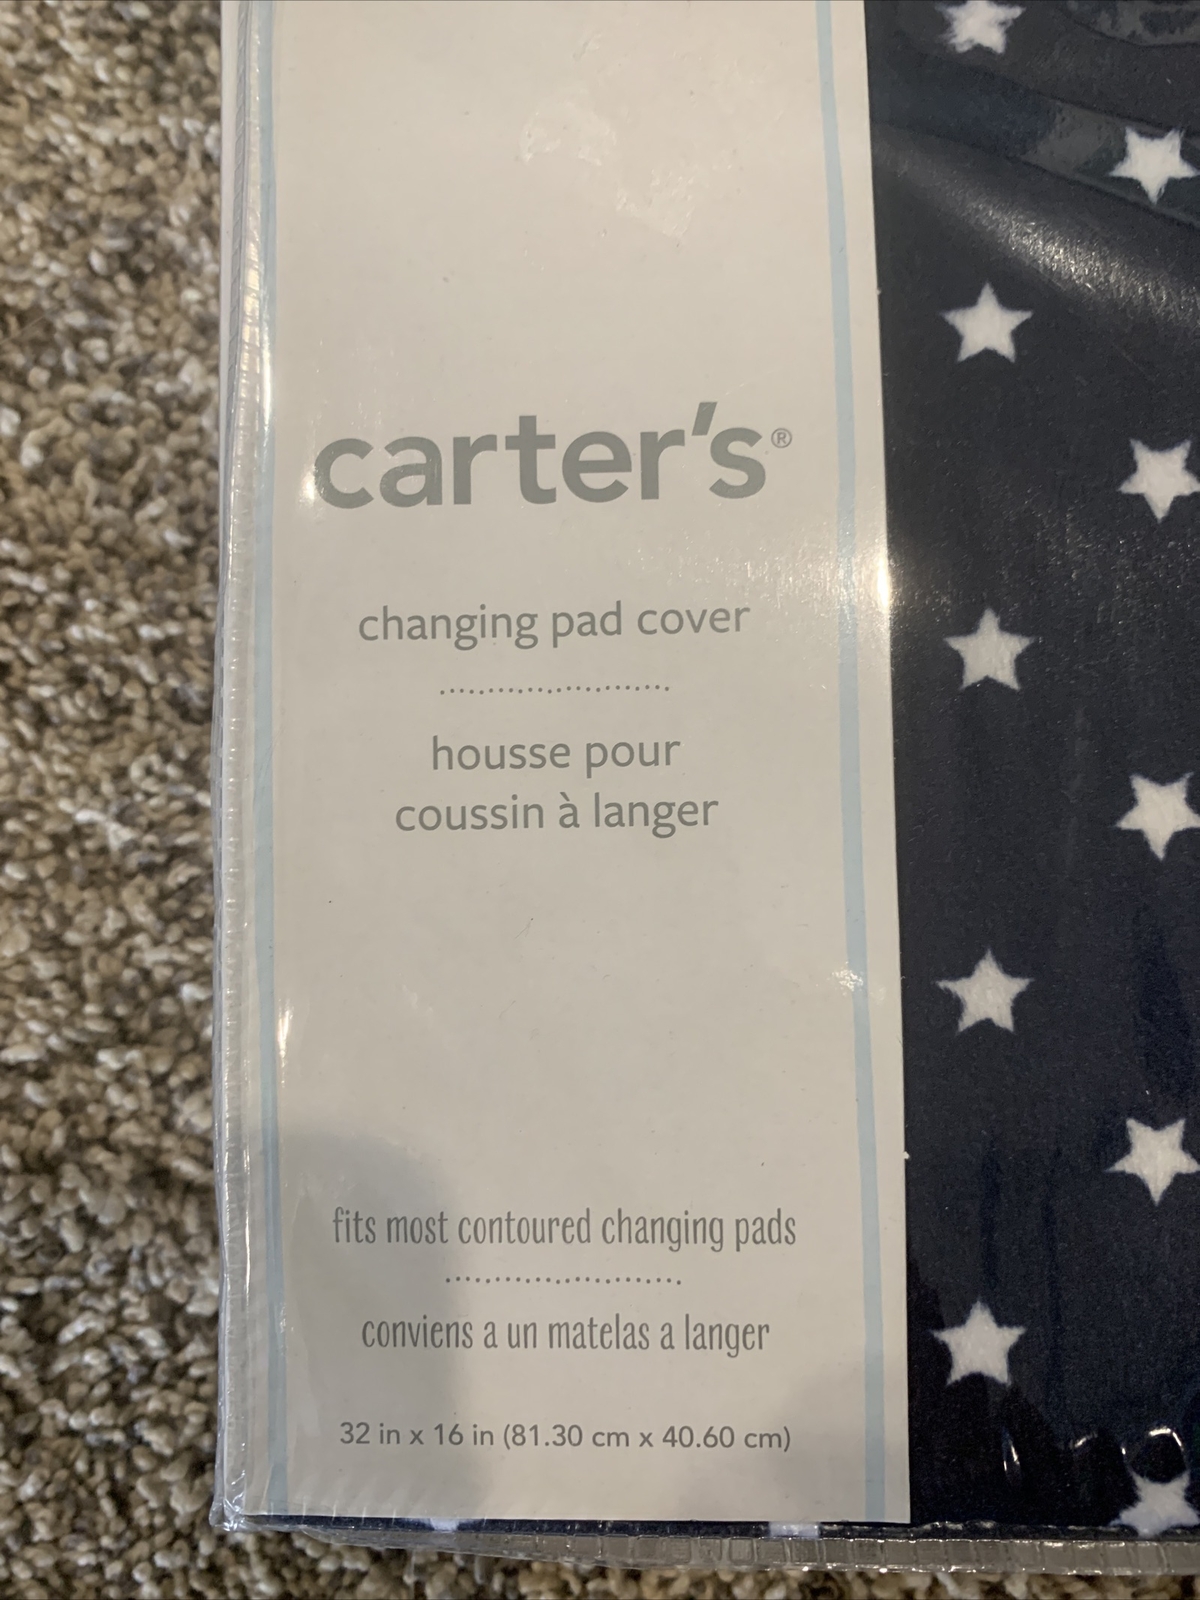 carter's®
changing pad cover
housse pour
coussin à langer
fits most contoured changing pads
conviens a un matelas a langer
32 in x 16 in (81.30 cm x 40.60 cm)